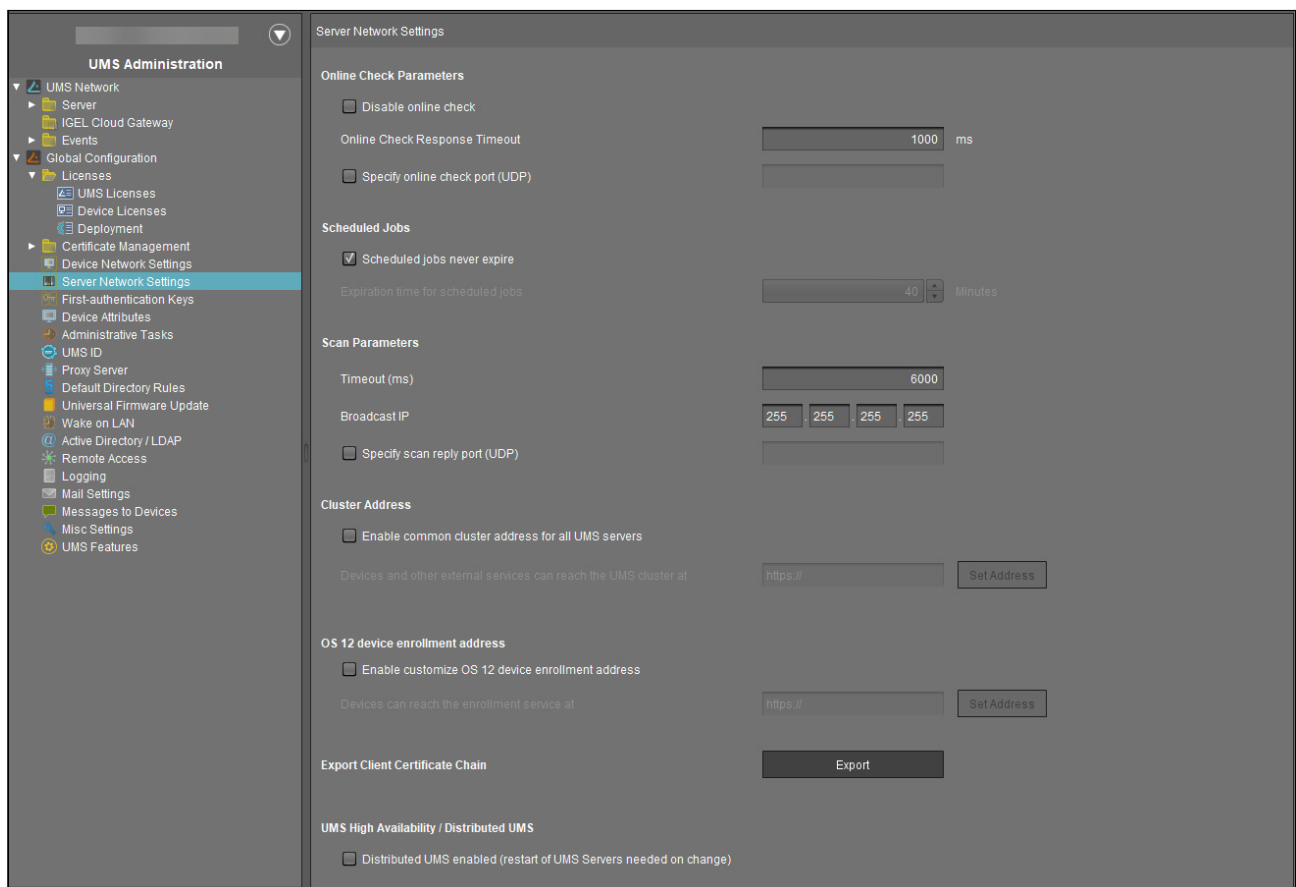 UMS Administration
UMS Network
Server
IGEL Cloud Gateway
Events
Global Configuration
Licenses
UMS Licenses
Device Licenses
Deployment
Certificate Management
Device Network Settings
Server Network Settings
First-authentication Keys
Device Attributes
Administrative Tasks
UMS ID
Proxy Server
Default Directory Rules
Universal Firmware Update
Wake on LAN
Active Directory / LDAP
Remote Access
Logging
Mail Settings
Messages to Devices
Misc Settings
UMS Features
Server Network Settings
Online Check Parameters
Disable online check
Online Check Response Timeout 1000 ms
Specify online check port (UDP)
Scheduled Jobs
Scheduled jobs never expire
Expiration time for scheduled jobs 40 Minutes
Scan Parameters
Timeout (ms) 6000
Broadcast IP 255 . 255 . 255 . 255
Specify scan reply port (UDP)
Cluster Address
Enable common cluster address for all UMS servers
Devices and other external services can reach the UMS cluster at https:// Set Address
OS 12 device enrollment address
Enable customize OS 12 device enrollment address
Devices can reach the enrollment service at https:// Set Address
Export Client Certificate Chain Export
UMS High Availability / Distributed UMS
Distributed UMS enabled (restart of UMS Servers needed on change)